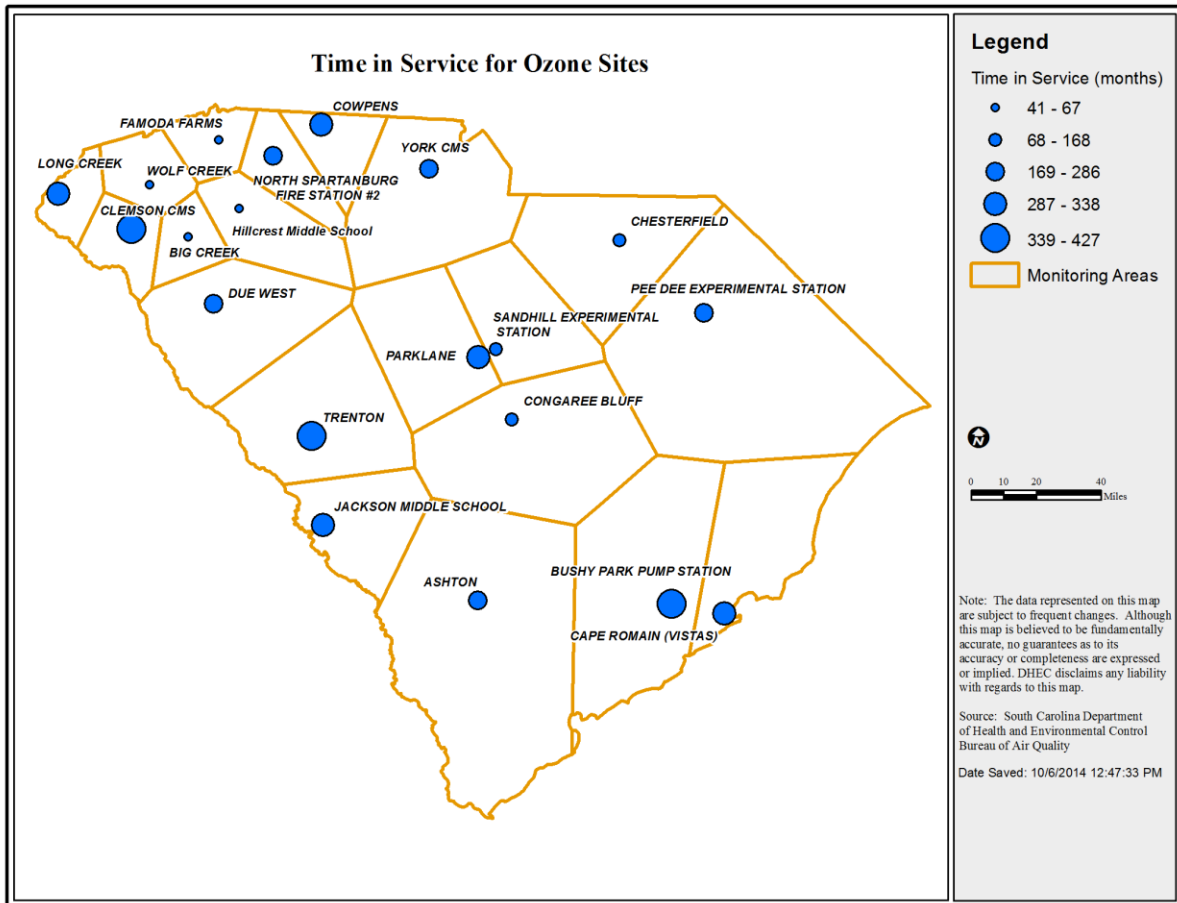 Time in Service for Ozone Sites
COWPENS
FAMODA FARMS
YORK CMS
LONG CREEK
WOLF CREEK
NORTH SPARTANBURG
FIRE STATION #2
CLEMSON CMS
Hillcrest Middle School
BIG CREEK
CHESTERFIELD
DUE WEST
PEE DEE EXPERIMENTAL STATION
SANDHILL EXPERIMENTAL
STATION
PARKLANE
CONGAREE BLUFF
TRENTON
JACKSON MIDDLE SCHOOL
ASHTON
BUSHY PARK PUMP STATION
CAPE ROMAIN (VISTAS)
Legend
Time in Service (months)
41 - 67
68 - 168
169 - 286
287 - 338
339 - 427
Monitoring Areas
N
0 10 20 40
Miles
Note: The data represented on this map
are subject to frequent changes. Although
this map is believed to be fundamentally
accurate, no guarantees as to its
accuracy or completeness are expressed
or implied. DHEC disclaims any liability
with regards to this map.
Source: South Carolina Department
of Health and Environmental Control
Bureau of Air Quality
Date Saved: 10/6/2014 12:47:33 PM